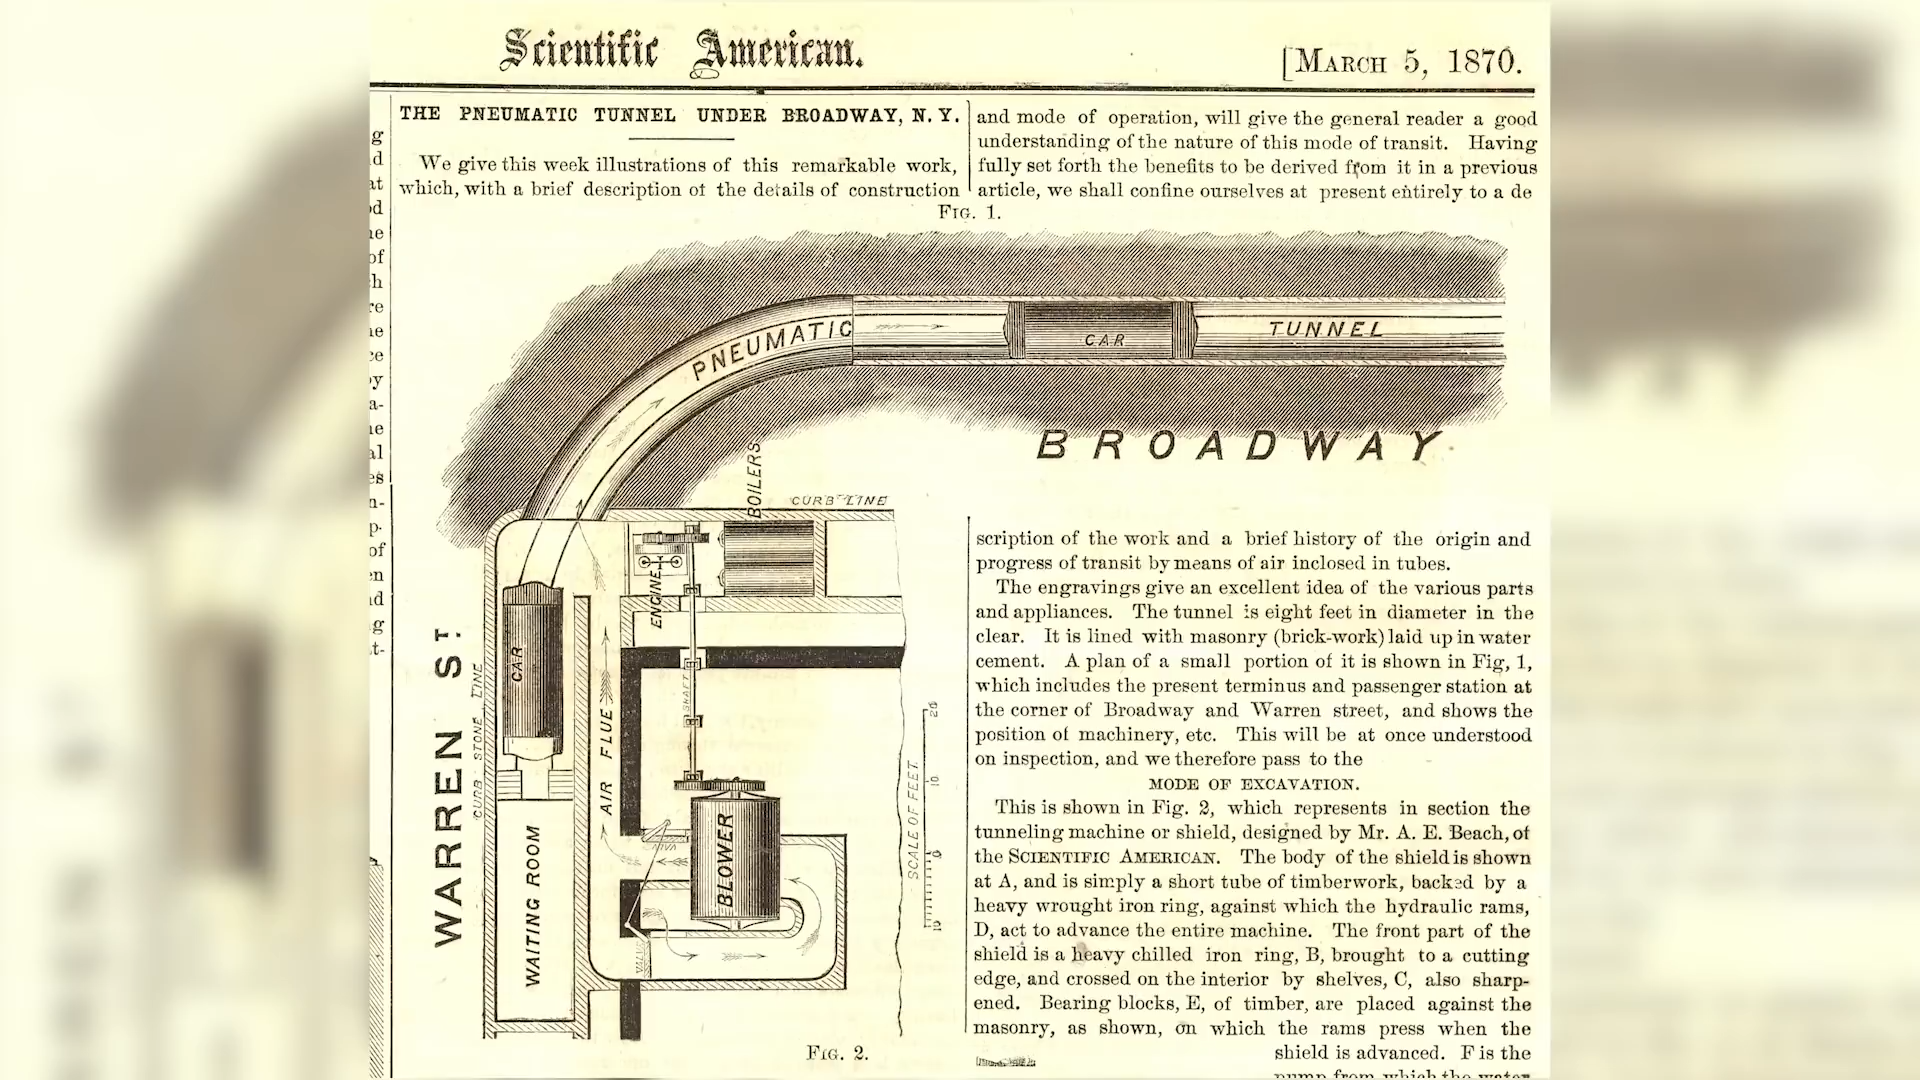 Scientific American.
[MARCH 5, 1870.
THE PNEUMATIC TUNNEL UNDER BROADWAY, N. Y.
We give this week illustrations of this remarkable work,
which, with a brief description of the details of construction
and mode of operation, will give the general reader a good
understanding of the nature of this mode of transit. Having
fully set forth the benefits to be derived from it in a previous
article, we shall confine ourselves at present entirely to a de
FIG. 1.
PNEUMATIC
CAR
TUNNEL
BROADWAY
BOILERS
CURB LINE
ENGINE
WARREN ST.
CURB STONE LINE
CAR
AIR FLUE
SHAFT
BLOWER
VALVE
WAITING ROOM
VALVE
SCALE OF FEET
20
10
0
10
FIG. 2.
scription of the work and a brief history of the origin and
progress of transit by means of air inclosed in tubes.
The engravings give an excellent idea of the various parts
and appliances. The tunnel is eight feet in diameter in the
clear. It is lined with masonry (brick-work) laid up in water
cement. A plan of a small portion of it is shown in Fig, 1,
which includes the present terminus and passenger station at
the corner of Broadway and Warren street, and shows the
position of machinery, etc. This will be at once understood
on inspection, and we therefore pass to the
MODE OF EXCAVATION.
This is shown in Fig. 2, which represents in section the
tunneling machine or shield, designed by Mr. A. E. Beach, of
the SCIENTIFIC AMERICAN. The body of the shield is shown
at A, and is simply a short tube of timberwork, backed by a
heavy wrought iron ring, against which the hydraulic rams,
D, act to advance the entire machine. The front part of the
shield is a heavy chilled iron ring, B, brought to a cutting
edge, and crossed on the interior by shelves, C, also sharp-
ened. Bearing blocks, E, of timber, are placed against the
masonry, as shown, on which the rams press when the
shield is advanced. F is the
pump from which the water